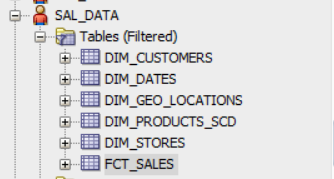 SAL_DATA
Tables (Filtered)
DIM_CUSTOMERS
DIM_DATES
DIM_GEO_LOCATIONS
DIM_PRODUCTS_SCD
DIM_STORES
FCT_SALES